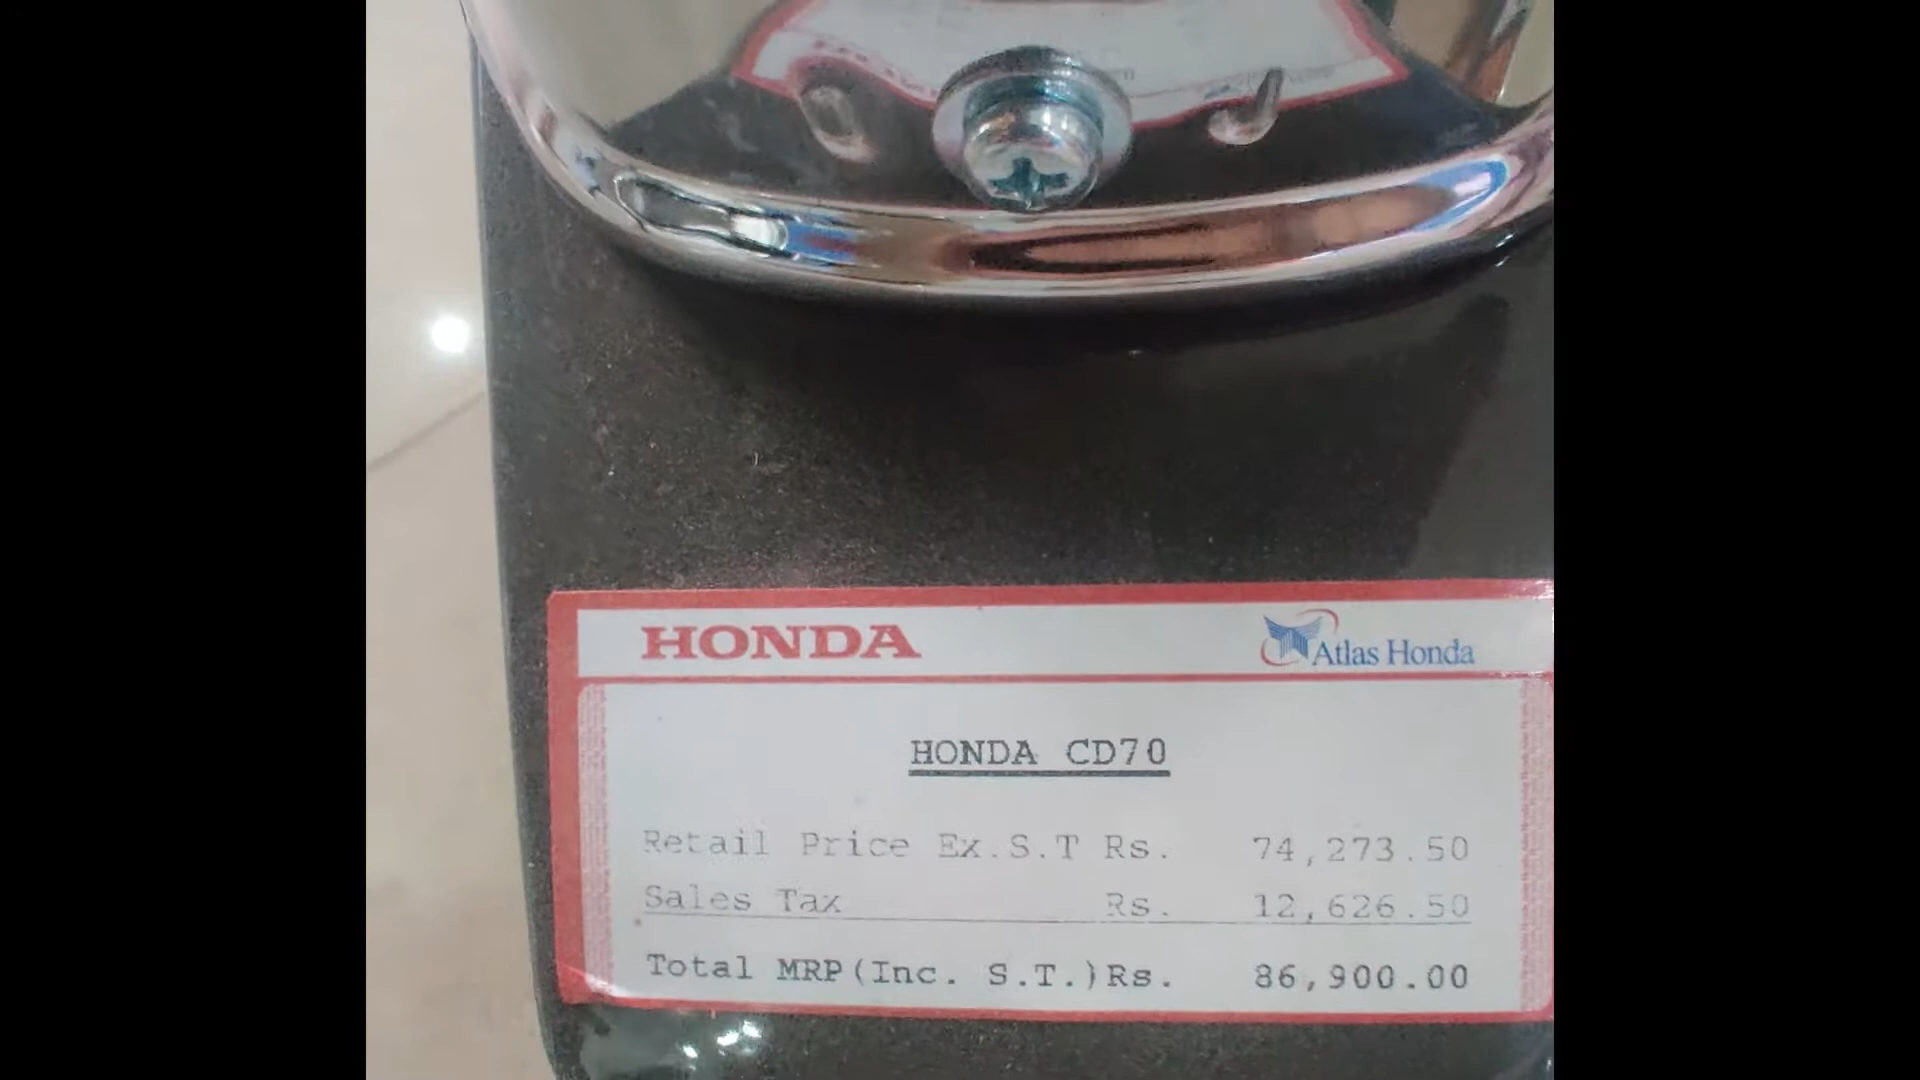 HONDA
Atlas Honda
HONDA CD70
Retail Price Ex.S.T Rs. 74,273.50
Sales Tax Rs. 12,626.50
Total MRP(Inc. S.T.)Rs. 86,900.00